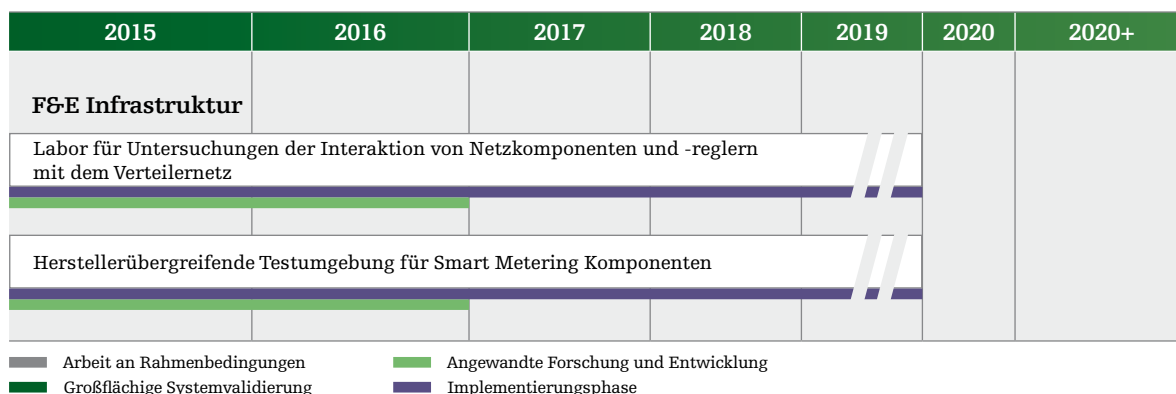 2015 2016 2017 2018 2019 2020 2020+
F&E Infrastruktur
Labor für Untersuchungen der Interaktion von Netzkomponenten und -reglern
mit dem Verteilernetz
Herstellerübergreifende Testumgebung für Smart Metering Komponenten
Arbeit an Rahmenbedingungen Angewandte Forschung und Entwicklung
Großflächige Systemvalidierung Implementierungsphase